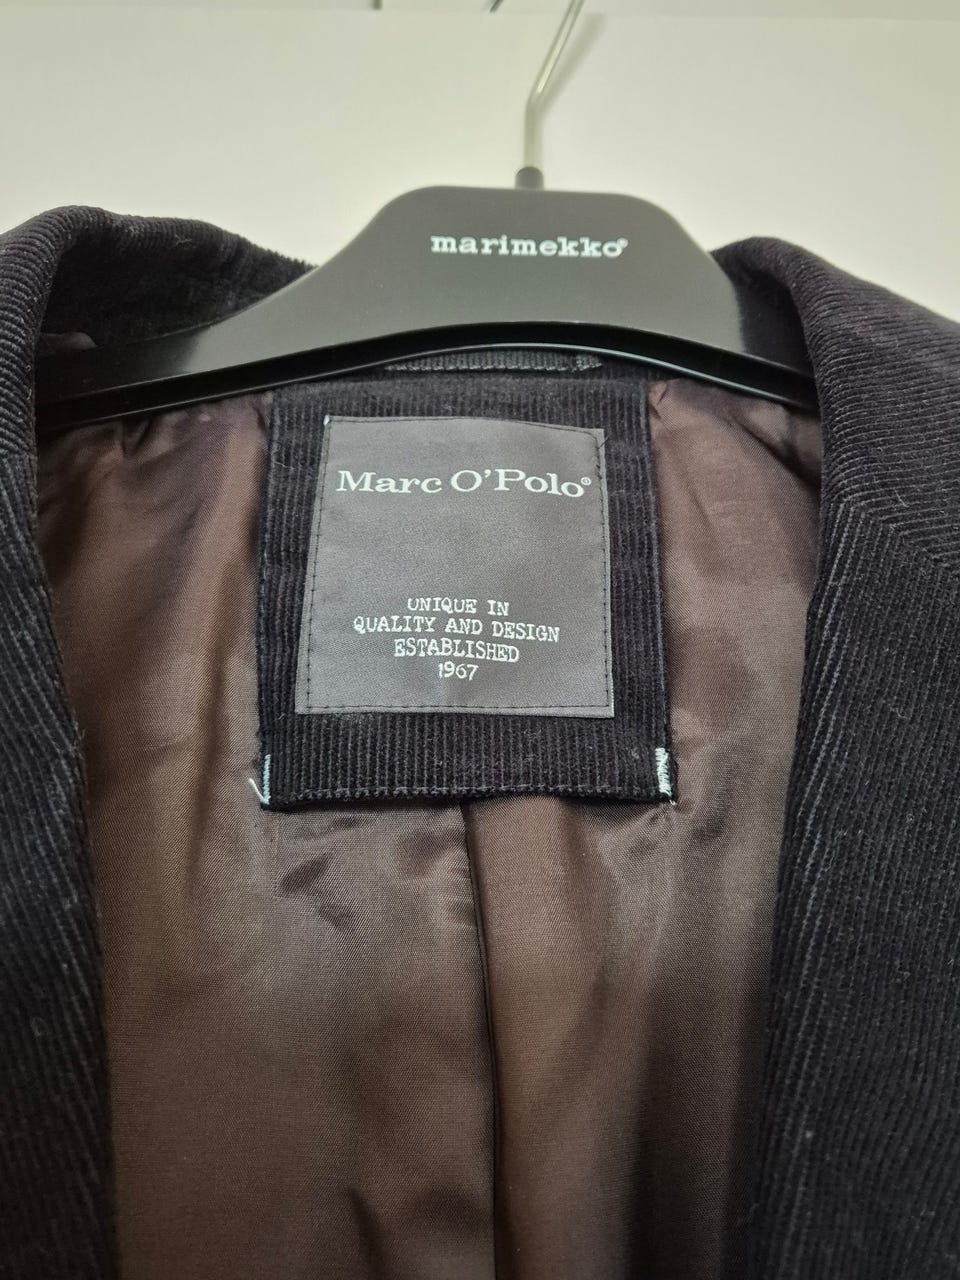 marimekko®
Marc O'Polo®
UNIQUE IN
QUALITY AND DESIGN
ESTABLISHED
1967